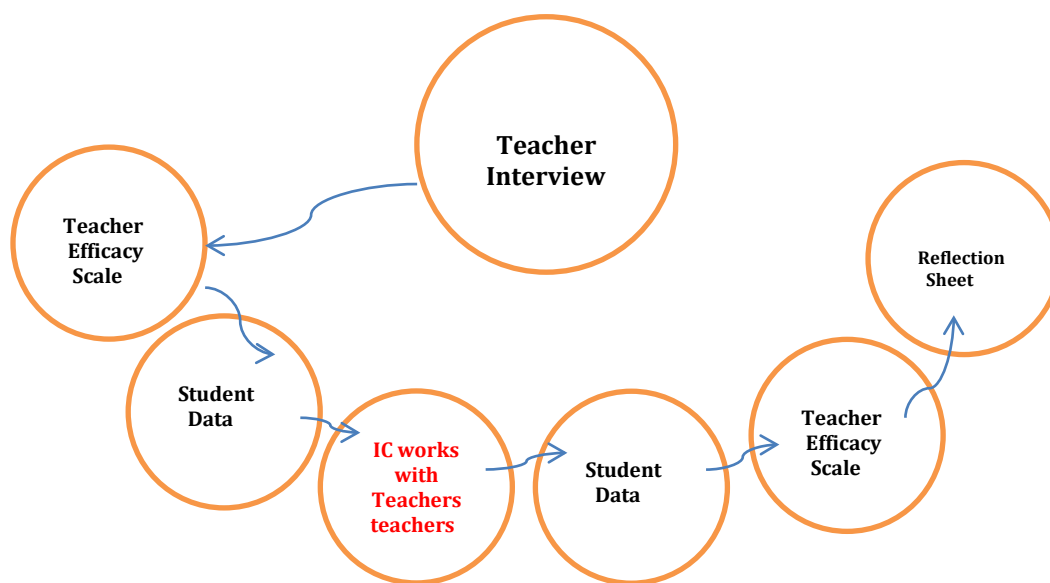 Teacher
Interview
Teacher
Efficacy
Scale
Student
Data
IC works
with
Teachers
teachers
Student
Data
Teacher
Efficacy
Scale
Reflection
Sheet